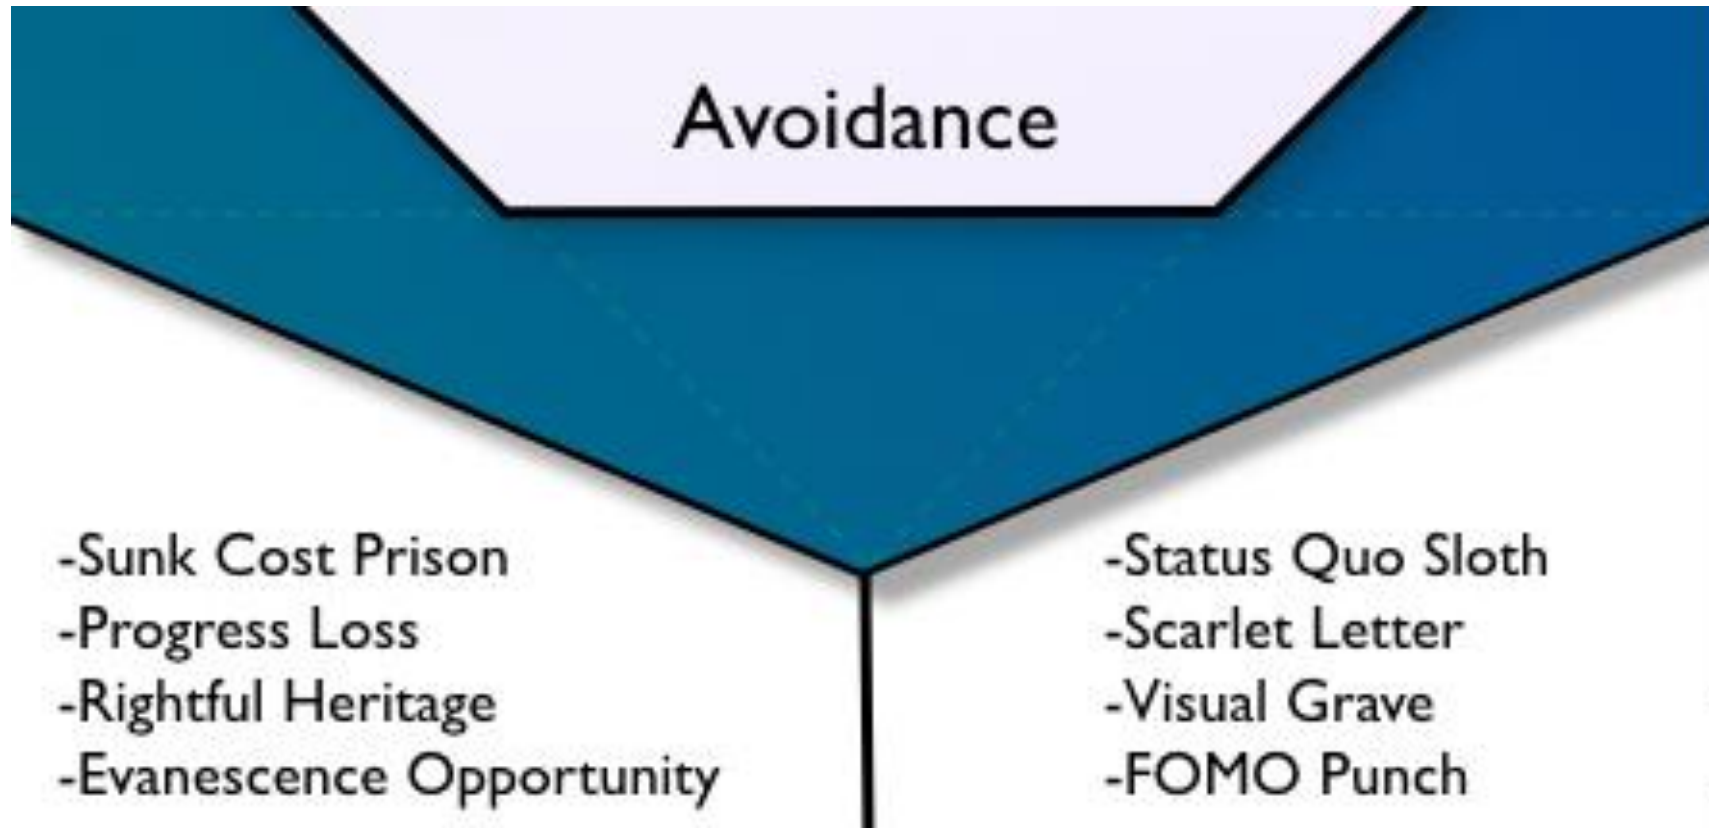 Avoidance
-Sunk Cost Prison
-Progress Loss
-Rightful Heritage
-Evanescence Opportunity
-Status Quo Sloth
-Scarlet Letter
-Visual Grave
-FOMO Punch